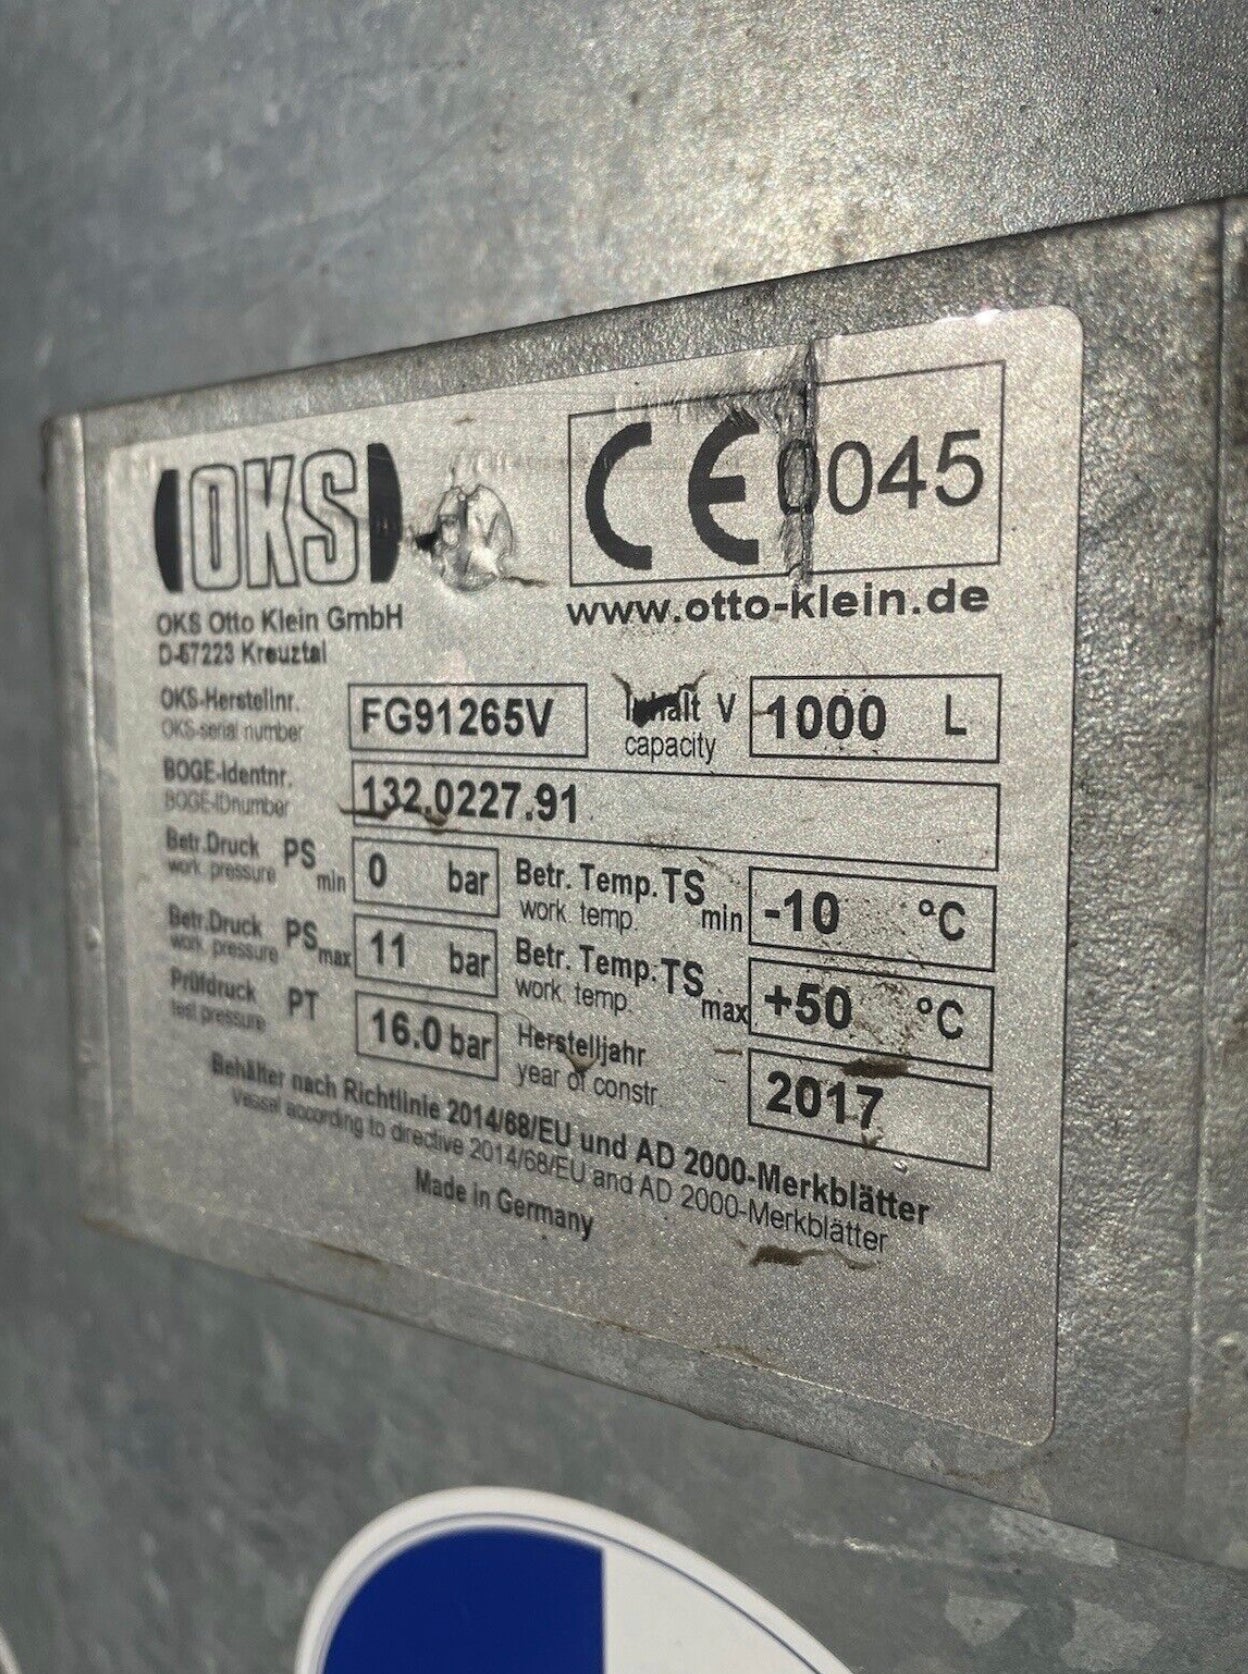 OKS
CE 0045
OKS Otto Klein GmbH
www.otto-klein.de
D-57223 Kreuztal
OKS-Herstellnr. FG91265V Inhalt V 1000 L
OKS-serial number capacity
BOGE-Identnr. 132.0227.91
BOGE-IDnumber
Betr.Druck PS min 0 bar Betr. Temp.TS min -10 °C
work. pressure work. temp.
Betr.Druck PS max 11 bar Betr. Temp.TS max +50 °C
work. pressure work. temp.
Prüfdruck PT 16.0 bar Herstelljahr 2017
test pressure year of constr.
Behälter nach Richtlinie 2014/68/EU und AD 2000-Merkblätter
Vessel according to directive 2014/68/EU and AD 2000-Merkblätter
Made in Germany